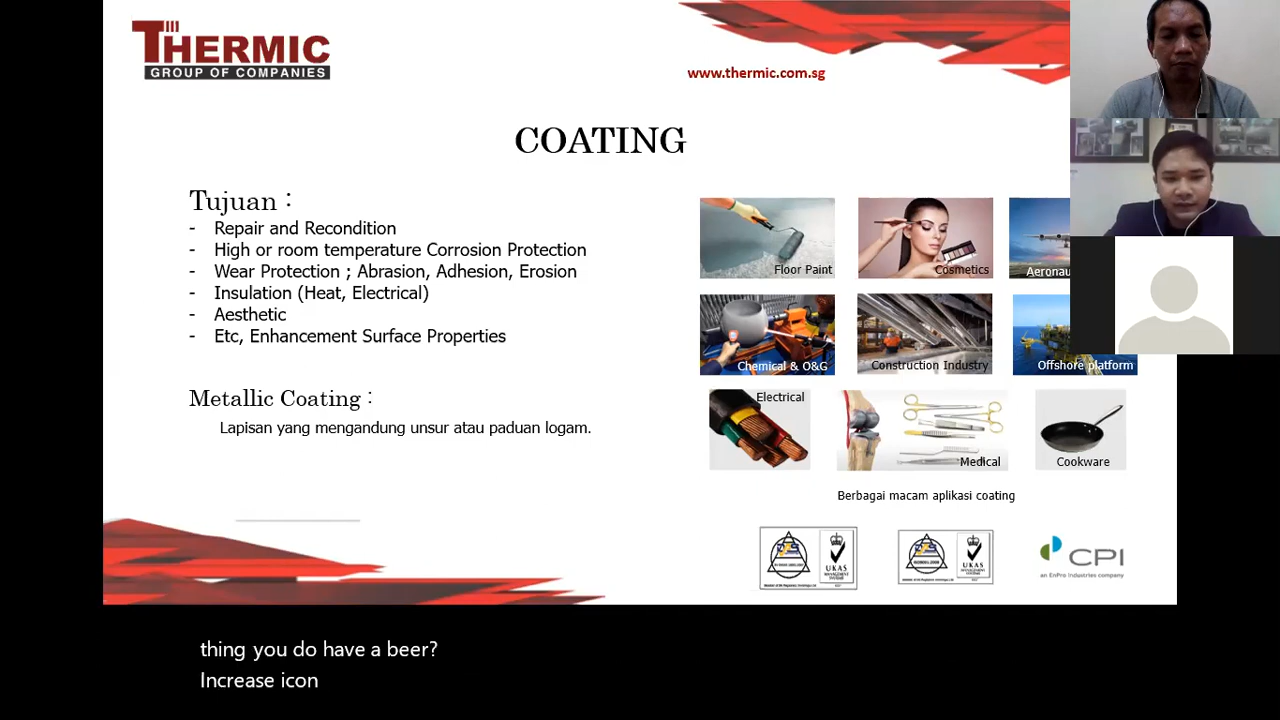 THERMIC
GROUP OF COMPANIES
www.thermic.com.sg
COATING
Tujuan :
- Repair and Recondition
- High or room temperature Corrosion Protection
- Wear Protection ; Abrasion, Adhesion, Erosion
- Insulation (Heat, Electrical)
- Aesthetic
- Etc, Enhancement Surface Properties
Metallic Coating :
Lapisan yang mengandung unsur atau paduan logam.
Floor Paint
Cosmetics
Aeronau
Chemical & O&G
Construction Industry
Offshore platform
Electrical
Medical
Cookware
Berbagai macam aplikasi coating
UKAS
MANAGEMENT
SYSTEMS
UKAS
MANAGEMENT
SYSTEMS
CPI
an EnPro Industries company
thing you do have a beer?
Increase icon